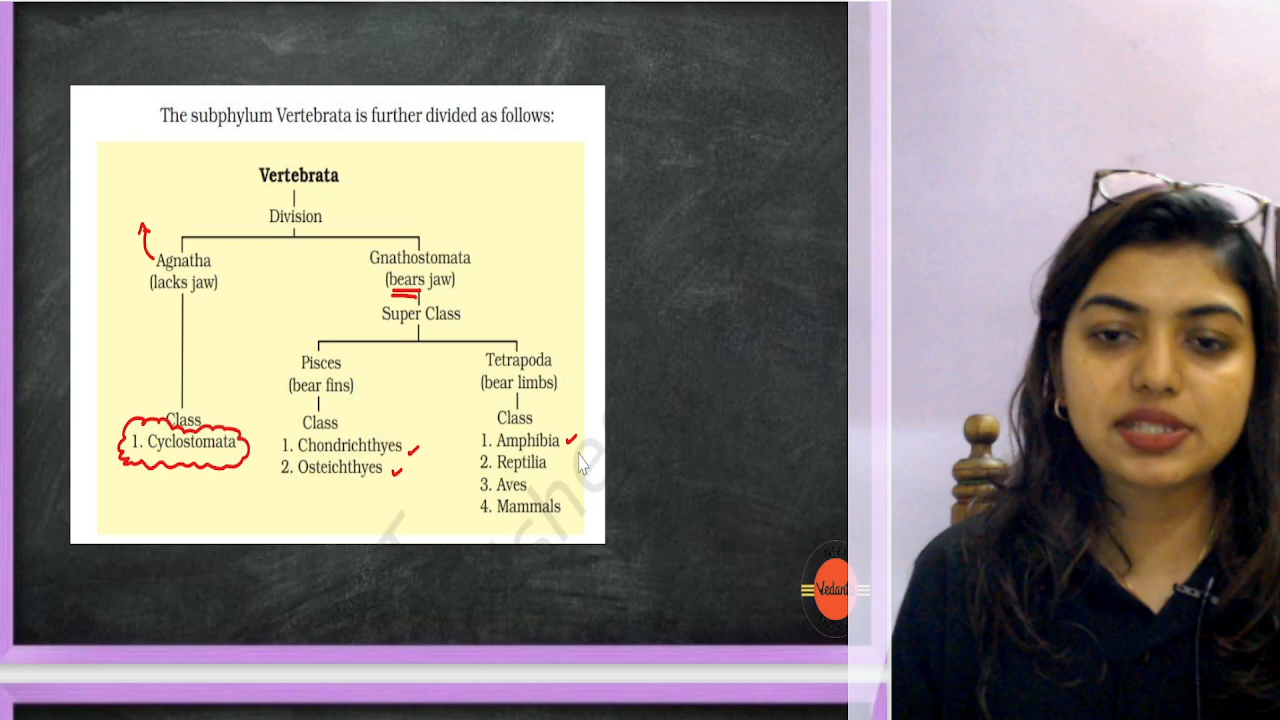 The subphylum Vertebrata is further divided as follows:
Vertebrata
Division
Agnatha
(lacks jaw)
Gnathostomata
(bears jaw)
Super Class
Pisces
(bear fins)
Tetrapoda
(bear limbs)
Class
1. Cyclostomata
Class
1. Chondrichthyes
2. Osteichthyes
Class
1. Amphibia
2. Reptilia
3. Aves
4. Mammals